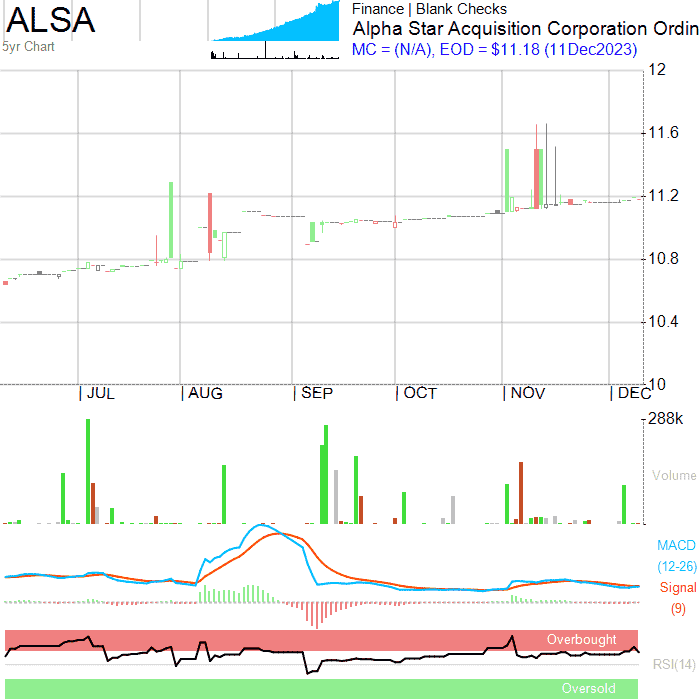 ALSA
5yr Chart
Finance | Blank Checks
Alpha Star Acquisition Corporation Ordin
MC = (N/A), EOD = $11.18 (11Dec2023)
12
11.6
11.2
10.8
10.4
10
JUL
AUG
SEP
OCT
NOV
DEC
288k
Volume
MACD
(12-26)
Signal
(9)
Overbought
RSI(14)
Oversold